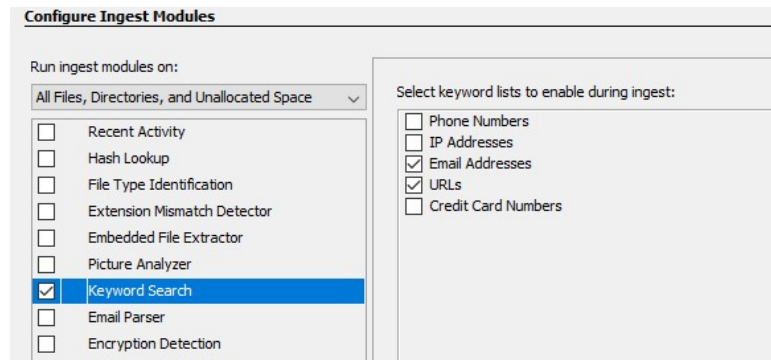 Configure Ingest Modules
Run ingest modules on:
All Files, Directories, and Unallocated Space
Recent Activity
Hash Lookup
File Type Identification
Extension Mismatch Detector
Embedded File Extractor
Picture Analyzer
Keyword Search
Email Parser
Encryption Detection
Select keyword lists to enable during ingest:
Phone Numbers
IP Addresses
Email Addresses
URLs
Credit Card Numbers